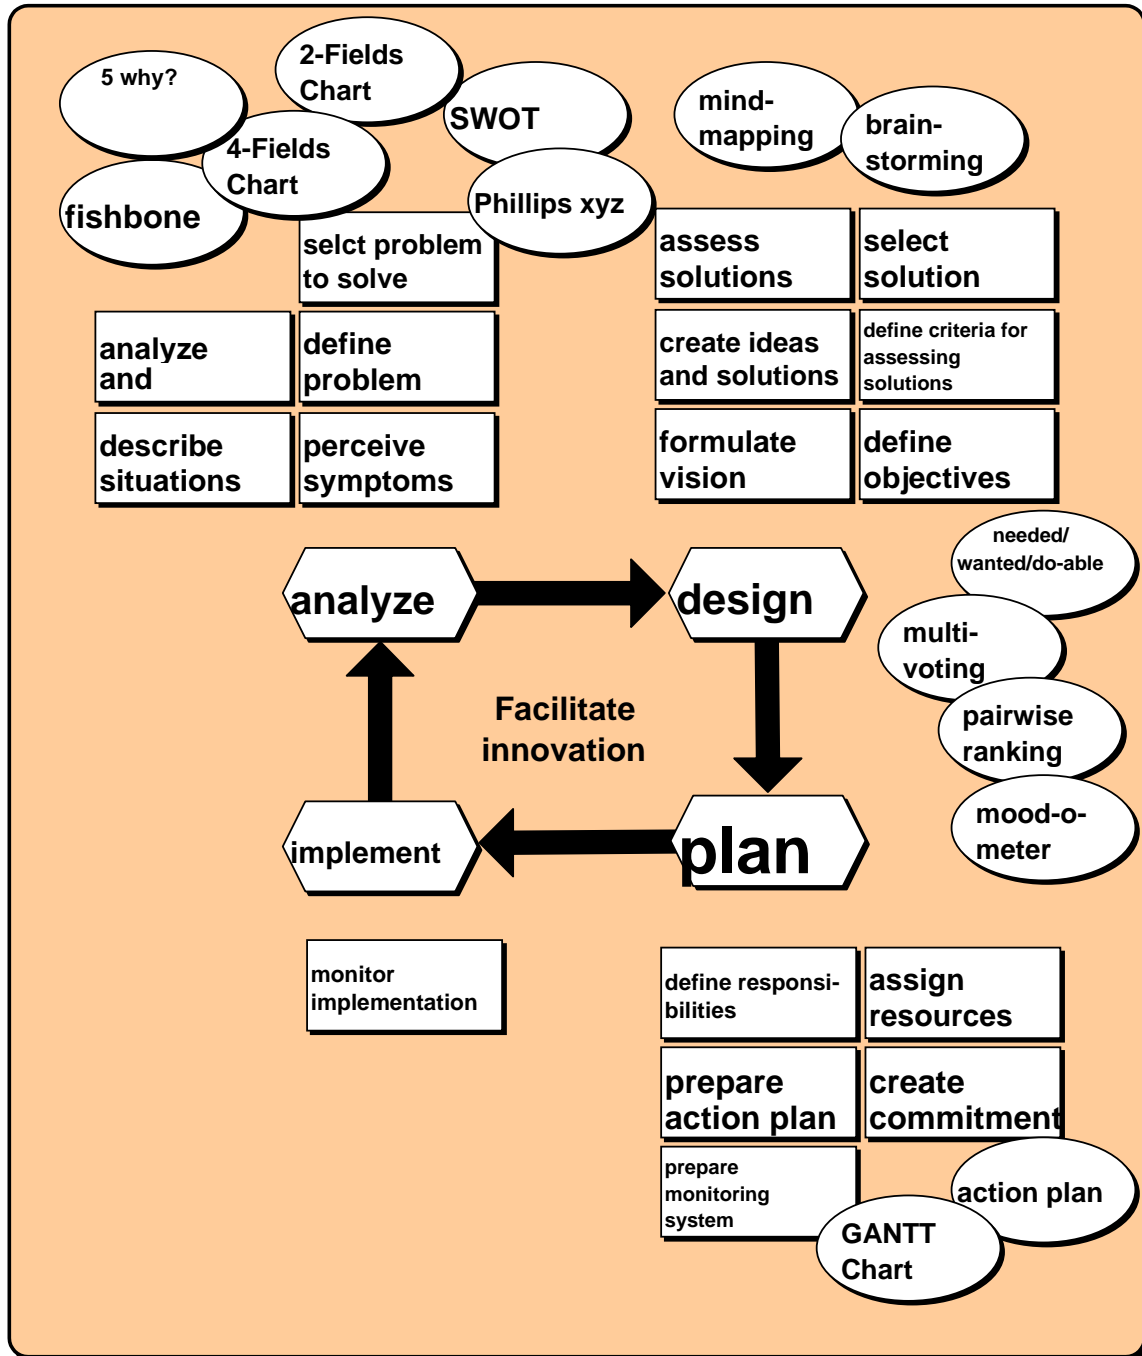 5 why?
2-Fields
Chart
SWOT
4-Fields
Chart
fishbone
Phillips xyz
mind-
mapping
brain-
storming
selct problem
to solve
analyze
and
define
problem
describe
situations
perceive
symptoms
assess
solutions
select
solution
create ideas
and solutions
define criteria for
assessing
solutions
formulate
vision
define
objectives
needed/
wanted/do-able
multi-
voting
pairwise
ranking
mood-o-
meter
analyze
design
Facilitate
innovation
implement
plan
monitor
implementation
define responsi-
bilities
assign
resources
prepare
action plan
create
commitment
prepare
monitoring
system
action plan
GANTT
Chart